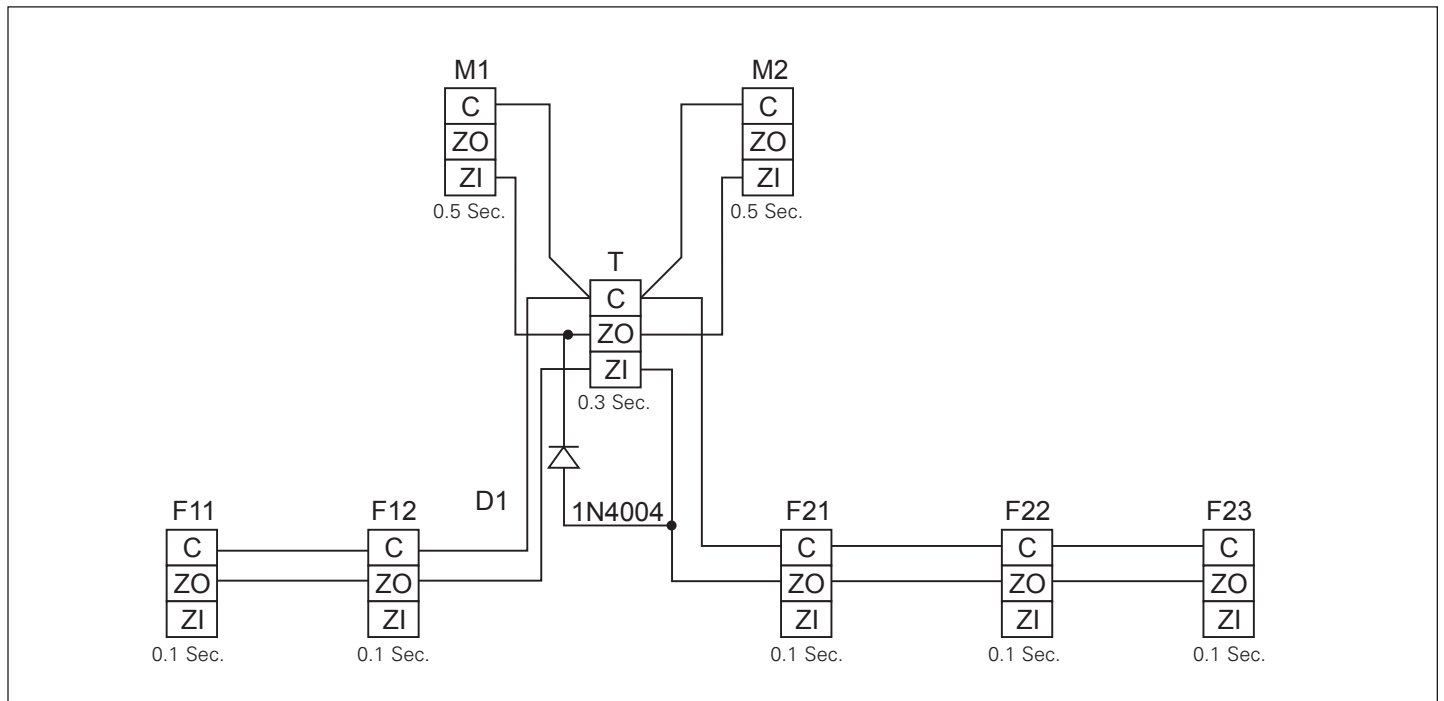 M1 M2
C C
ZO ZO
ZI ZI
0.5 Sec. 0.5 Sec.
T
C
ZO
ZI
0.3 Sec.
D1
1N4004
F11 F12 F21 F22 F23
C C C C C
ZO ZO ZO ZO ZO
ZI ZI ZI ZI ZI
0.1 Sec. 0.1 Sec. 0.1 Sec. 0.1 Sec. 0.1 Sec.